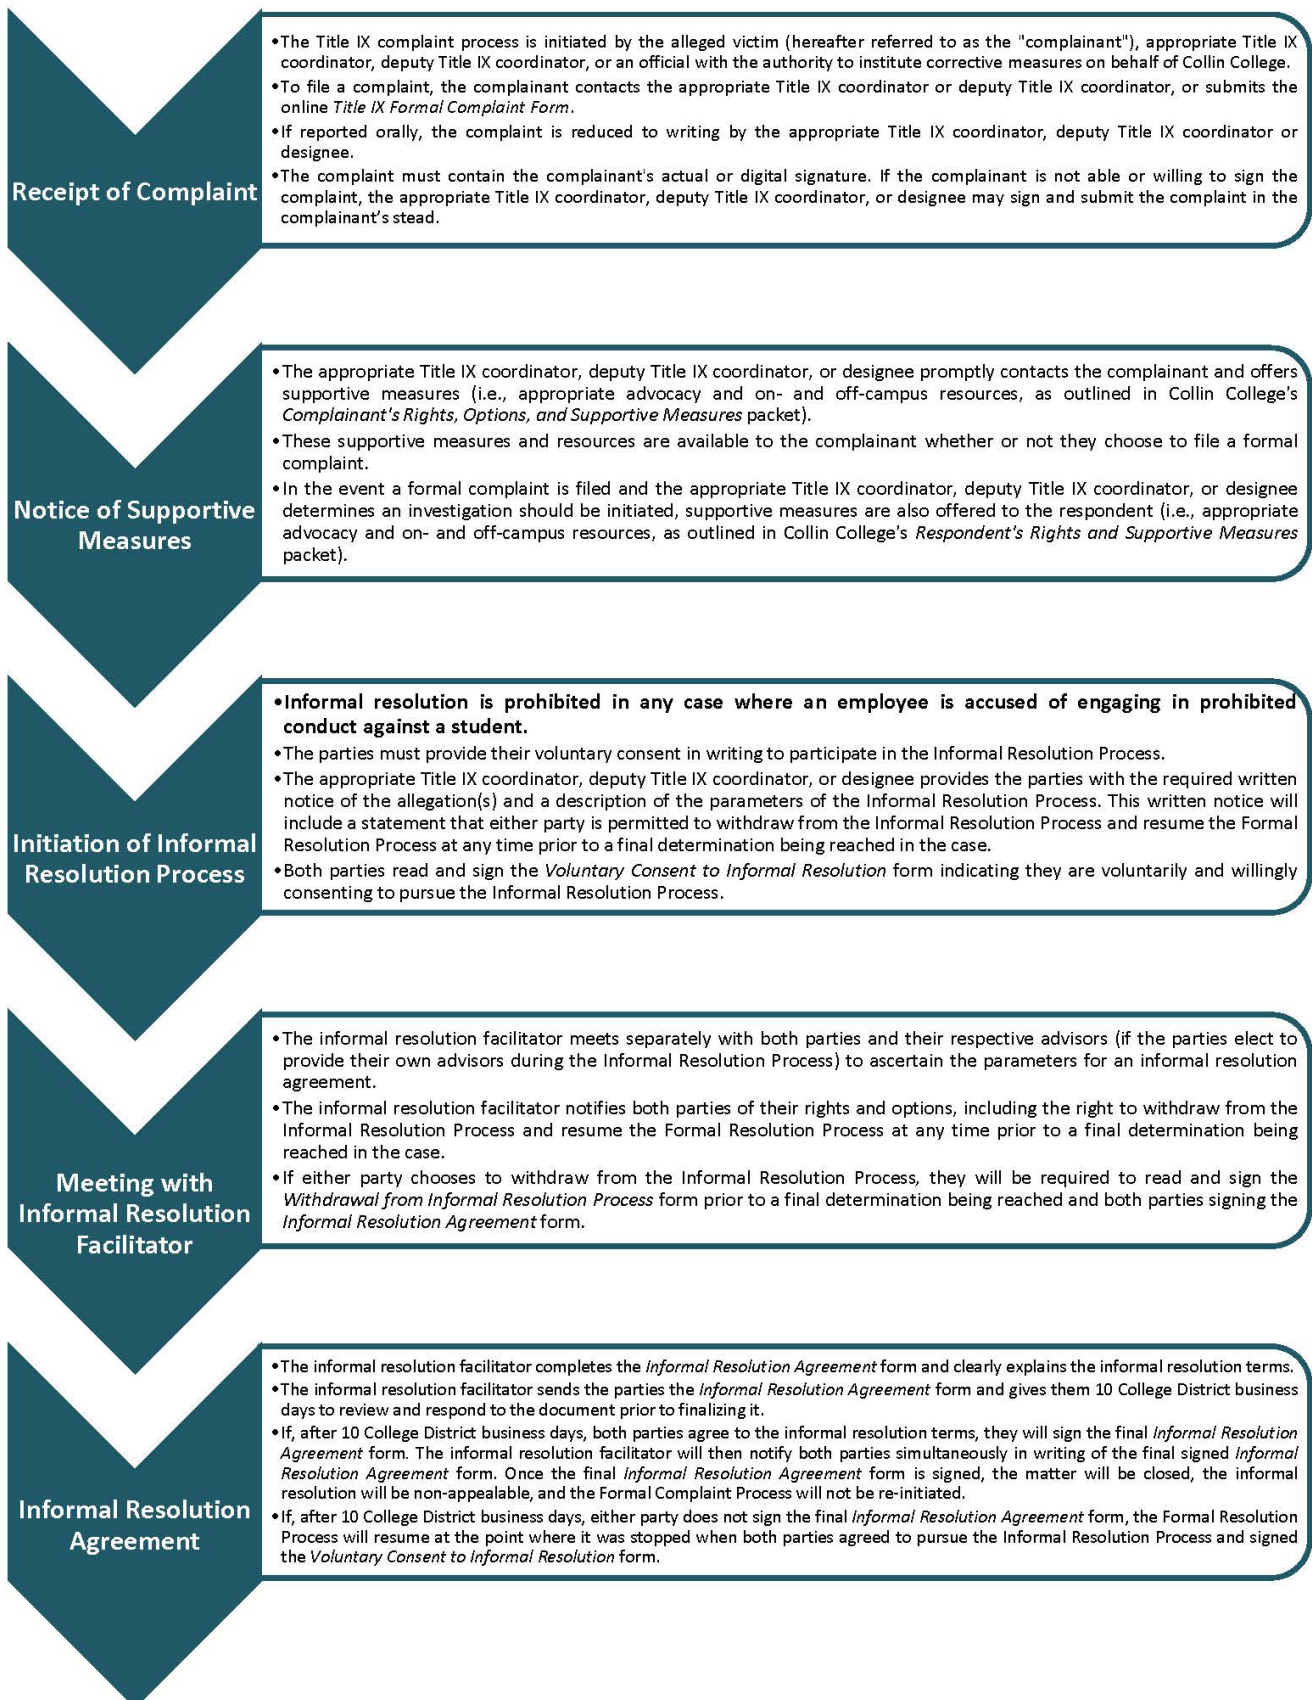 Receipt of Complaint
•The Title IX complaint process is initiated by the alleged victim (hereafter referred to as the "complainant"), appropriate Title IX
coordinator, deputy Title IX coordinator, or an official with the authority to institute corrective measures on behalf of Collin College.
•To file a complaint, the complainant contacts the appropriate Title IX coordinator or deputy Title IX coordinator, or submits the
online Title IX Formal Complaint Form.
•If reported orally, the complaint is reduced to writing by the appropriate Title IX coordinator, deputy Title IX coordinator or
designee.
•The complaint must contain the complainant's actual or digital signature. If the complainant is not able or willing to sign the
complaint, the appropriate Title IX coordinator, deputy Title IX coordinator, or designee may sign and submit the complaint in the
complainant’s stead.
Notice of Supportive
Measures
•The appropriate Title IX coordinator, deputy Title IX coordinator, or designee promptly contacts the complainant and offers
supportive measures (i.e., appropriate advocacy and on- and off-campus resources, as outlined in Collin College's
Complainant's Rights, Options, and Supportive Measures packet).
•These supportive measures and resources are available to the complainant whether or not they choose to file a formal
complaint.
•In the event a formal complaint is filed and the appropriate Title IX coordinator, deputy Title IX coordinator, or designee
determines an investigation should be initiated, supportive measures are also offered to the respondent (i.e., appropriate
advocacy and on- and off-campus resources, as outlined in Collin College's Respondent's Rights and Supportive Measures
packet).
Initiation of Informal
Resolution Process
•Informal resolution is prohibited in any case where an employee is accused of engaging in prohibited
conduct against a student.
•The parties must provide their voluntary consent in writing to participate in the Informal Resolution Process.
•The appropriate Title IX coordinator, deputy Title IX coordinator, or designee provides the parties with the required written
notice of the allegation(s) and a description of the parameters of the Informal Resolution Process. This written notice will
include a statement that either party is permitted to withdraw from the Informal Resolution Process and resume the Formal
Resolution Process at any time prior to a final determination being reached in the case.
•Both parties read and sign the Voluntary Consent to Informal Resolution form indicating they are voluntarily and willingly
consenting to pursue the Informal Resolution Process.
Meeting with
Informal Resolution
Facilitator
•The informal resolution facilitator meets separately with both parties and their respective advisors (if the parties elect to
provide their own advisors during the Informal Resolution Process) to ascertain the parameters for an informal resolution
agreement.
•The informal resolution facilitator notifies both parties of their rights and options, including the right to withdraw from the
Informal Resolution Process and resume the Formal Resolution Process at any time prior to a final determination being
reached in the case.
•If either party chooses to withdraw from the Informal Resolution Process, they will be required to read and sign the
Withdrawal from Informal Resolution Process form prior to a final determination being reached and both parties signing the
Informal Resolution Agreement form.
Informal Resolution
Agreement
•The informal resolution facilitator completes the Informal Resolution Agreement form and clearly explains the informal resolution terms.
•The informal resolution facilitator sends the parties the Informal Resolution Agreement form and gives them 10 College District business
days to review and respond to the document prior to finalizing it.
•If, after 10 College District business days, both parties agree to the informal resolution terms, they will sign the final Informal Resolution
Agreement form. The informal resolution facilitator will then notify both parties simultaneously in writing of the final signed Informal
Resolution Agreement form. Once the final Informal Resolution Agreement form is signed, the matter will be closed, the informal
resolution will be non-appealable, and the Formal Complaint Process will not be re-initiated.
•If, after 10 College District business days, either party does not sign the final Informal Resolution Agreement form, the Formal Resolution
Process will resume at the point where it was stopped when both parties agreed to pursue the Informal Resolution Process and signed
the Voluntary Consent to Informal Resolution form.